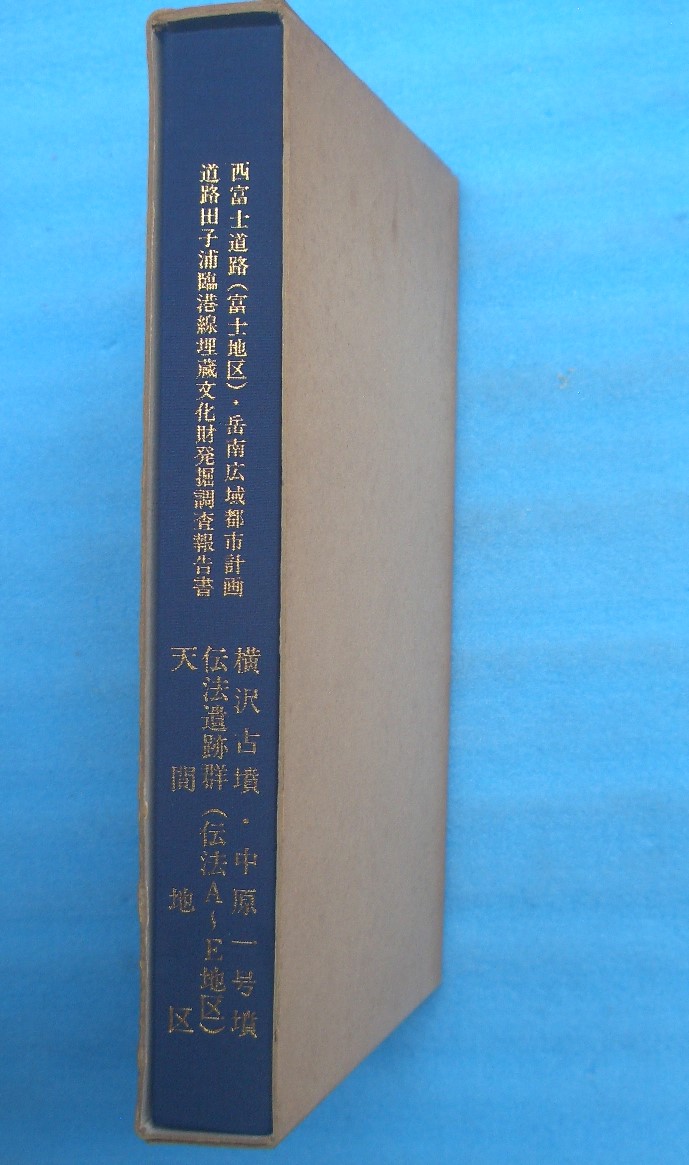 西富士道路(富士地区)・岳南広域都市計画
道路田子浦臨港線埋蔵文化財発掘調査報告書
横沢古墳・中原一号墳
伝法遺跡群(伝法A~E地区)
天間地区